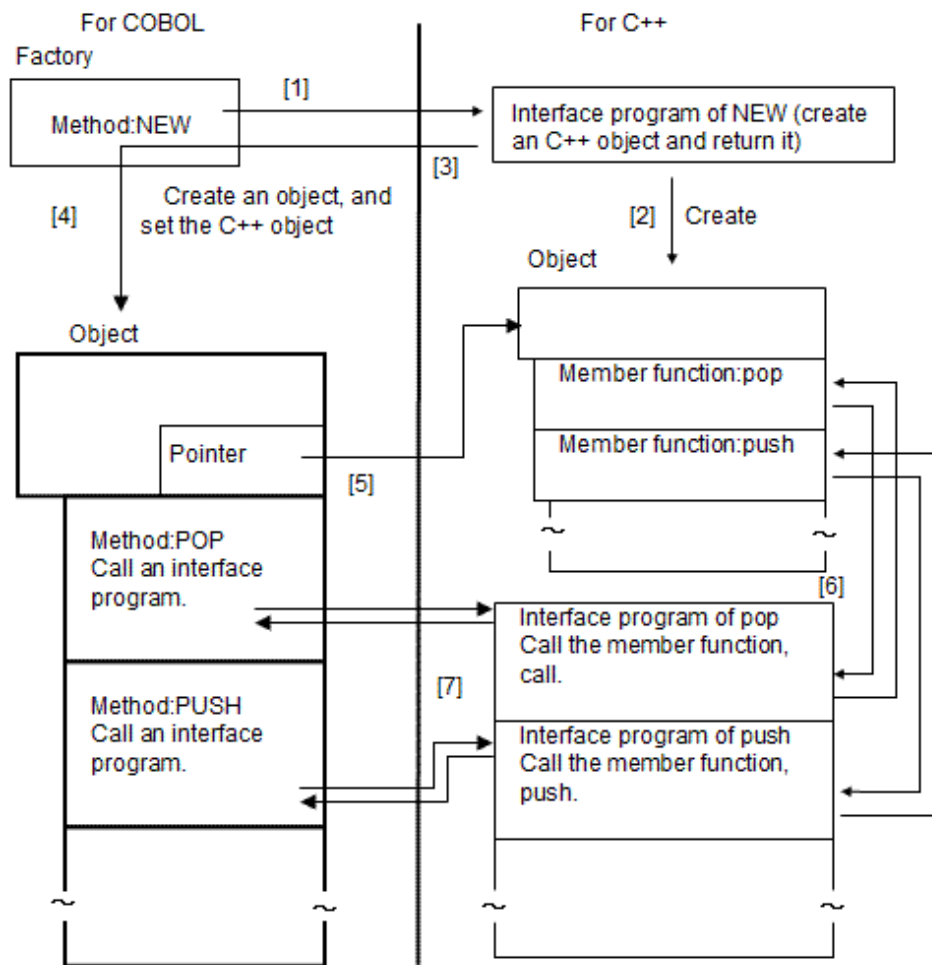 For COBOL
For C++
Factory
[1]
Method:NEW
Interface program of NEW (create
an C++ object and return it)
[3]
[4]
Create an object, and
set the C++ object
[2] Create
Object
Object
Member function:pop
Member function:push
Pointer
[5]
Method:POP
Call an interface
program.
[6]
Interface program of pop
Call the member function,
call.
[7]
Method:PUSH
Call an interface
program.
Interface program of push
Call the member function,
push.